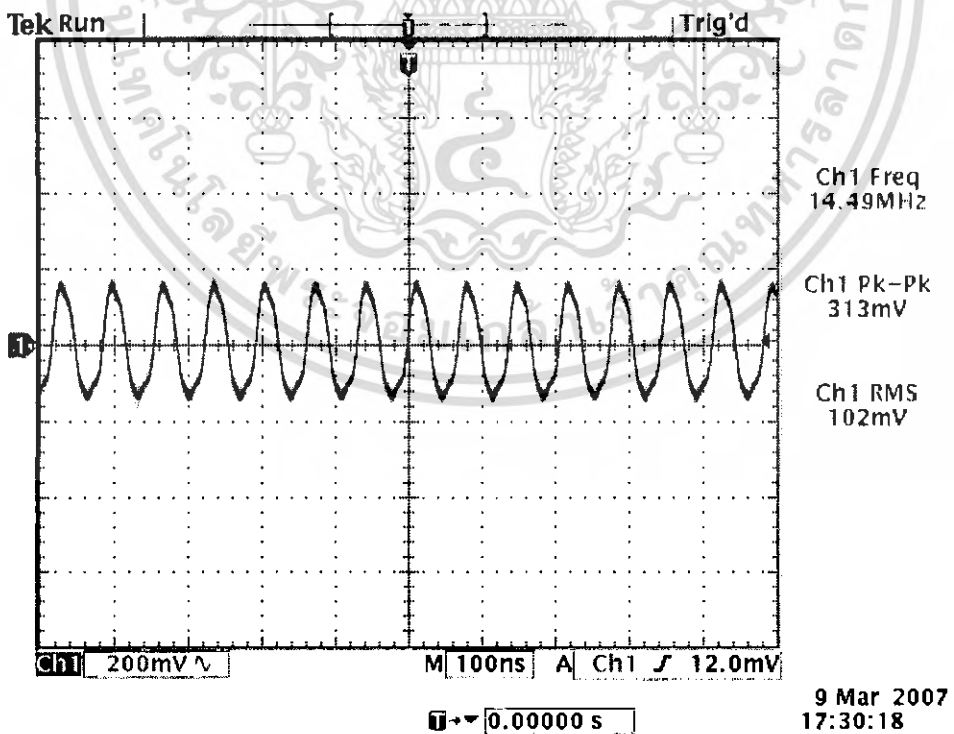 Tek Run
Trig'd
T
Ch1 Freq
14.49MHz
Ch1 Pk-Pk
313mV
1
Ch1 RMS
102mV
Ch1 200mV
M 100ns A Ch1 12.0mV
T 0.00000 s
9 Mar 2007
17:30:18